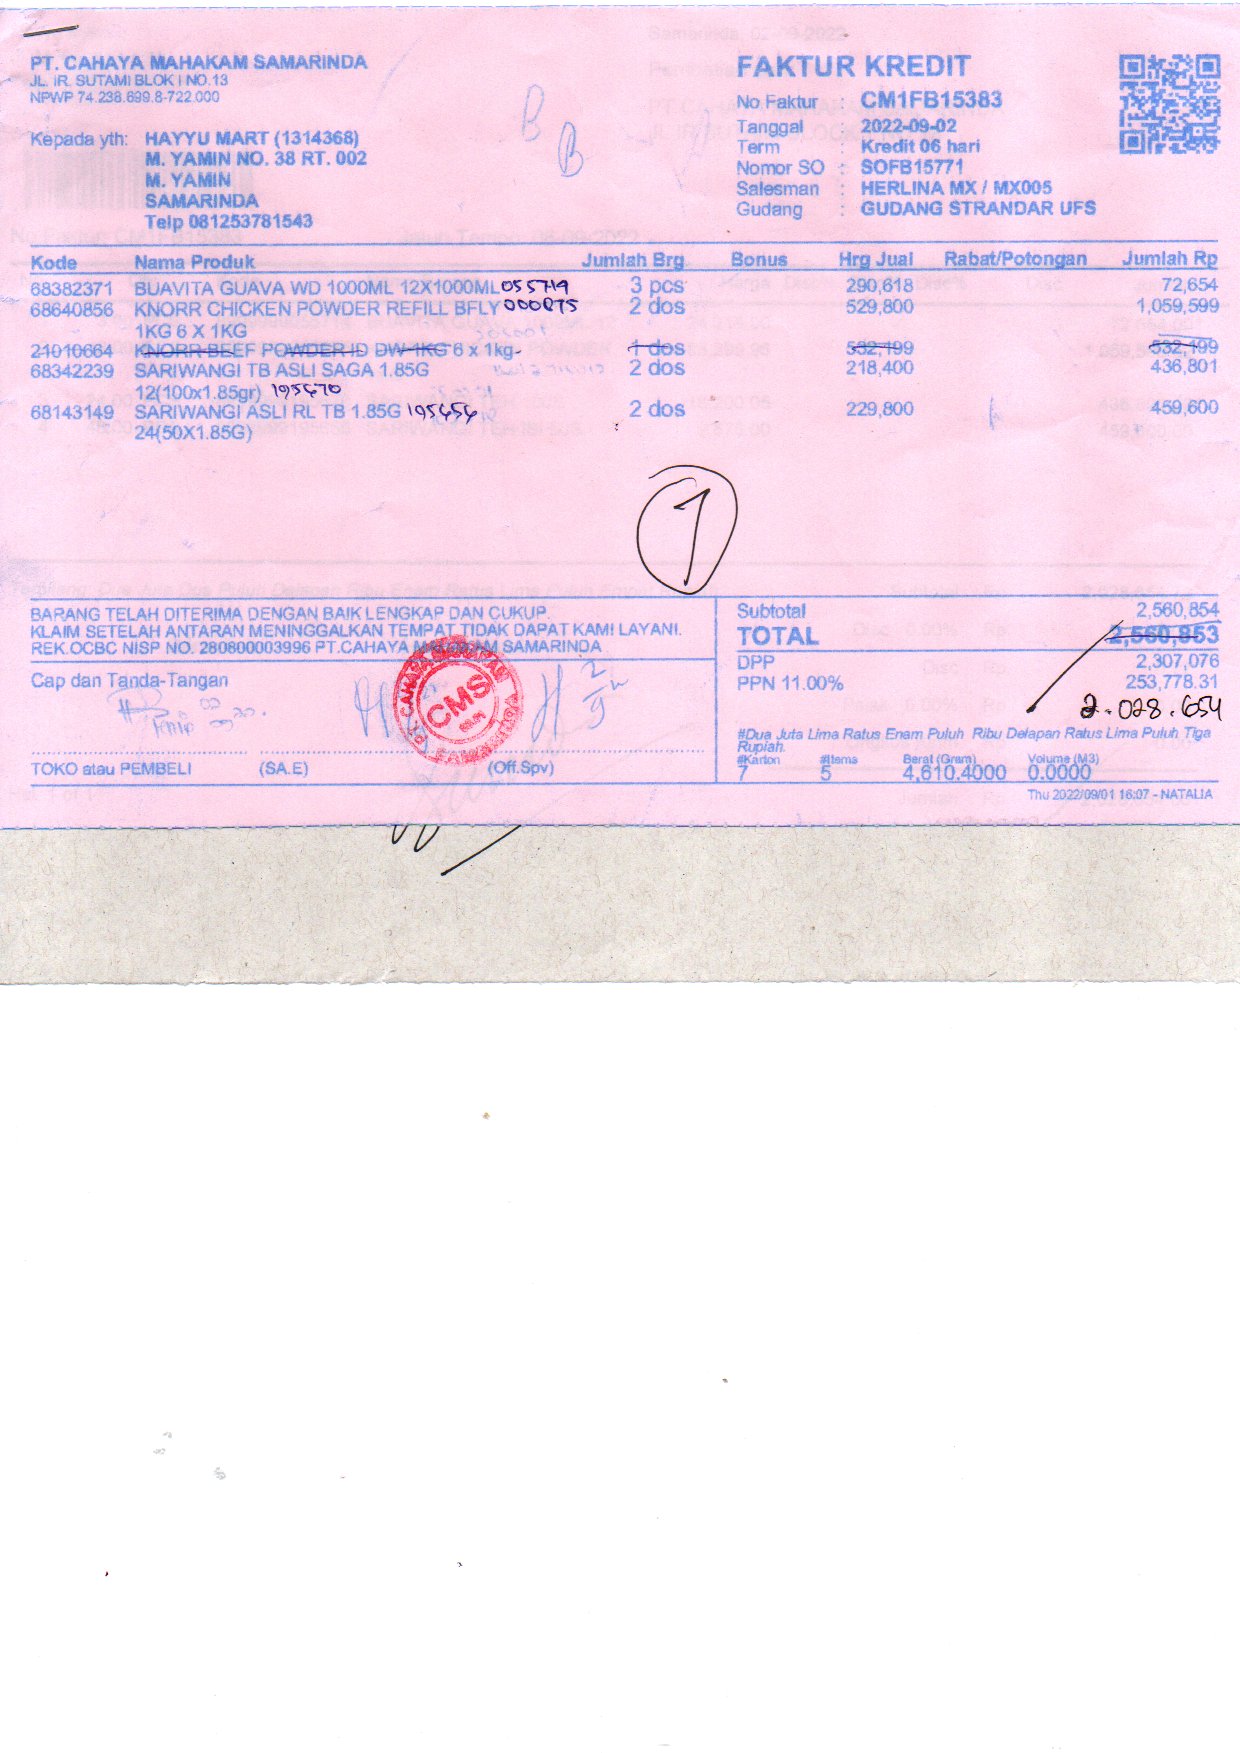 PT. CAHAYA MAHAKAM SAMARINDA
JL. IR. SUTAMI BLOK I NO.13
NPWP 74.238.699.8-722.000
Kepada yth: HAYYU MART (1314368)
M. YAMIN NO. 38 RT. 002
M. YAMIN
SAMARINDA
Telp 081253781543
B
B
FAKTUR KREDIT
No Faktur : CM1FB15383
Tanggal : 2022-09-02
Term : Kredit 06 hari
Nomor SO : SOFB15771
Salesman : HERLINA MX / MX005
Gudang : GUDANG STRANDAR UFS
Kode Nama Produk Jumlah Brg Bonus Hrg Jual Rabat/Potongan Jumlah Rp
68382371 BUAVITA GUAVA WD 1000ML 12X1000ML 055719 3 pcs 290,618 72,654
68640856 KNORR CHICKEN POWDER REFILL BFLY 000075 2 dos 529,800 1,059,599
1KG 6 X 1KG
21010664 KNORR BEEF POWDER ID DW 1KG 6 x 1kg 1 dos 532,199 532,199
68342239 SARIWANGI TB ASLI SAGA 1.85G 2 dos 218,400 436,801
12(100x1.85gr) 195470
68143149 SARIWANGI ASLI RL TB 1.85G 195454 2 dos 229,800 459,600
24(50X1.85G)
1
BARANG TELAH DITERIMA DENGAN BAIK LENGKAP DAN CUKUP.
KLAIM SETELAH ANTARAN MENINGGALKAN TEMPAT TIDAK DAPAT KAMI LAYANI.
REK.OCBC NISP NO. 280800003996 PT.CAHAYA MAHAKAM SAMARINDA
Cap dan Tanda-Tangan
CMS
TOKO atau PEMBELI (SA.E) (Off.Spv)
Subtotal 2,560,854
TOTAL 2,560,853
DPP 2,307,076
PPN 11.00% 253,778.31
2.028.654
#Dua Juta Lima Ratus Enam Puluh Ribu Delapan Ratus Lima Puluh Tiga
Rupiah.
#Karton #Items Berat (Gram) Volume (M3)
7 5 4,610.4000 0.0000
Thu 2022/09/01 16:07 - NATALIA